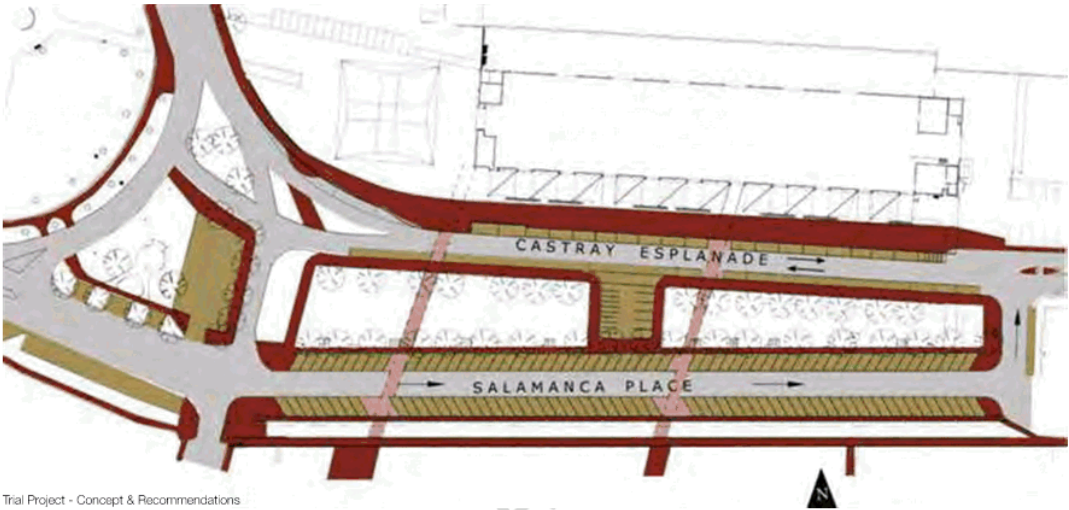 CASTRAY ESPLANADE
SALAMANCA PLACE
Trial Project - Concept & Recommendations
N